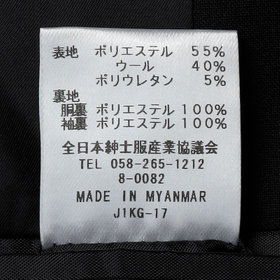 表地 ポリエステル 55%
ウール 40%
ポリウレタン 5%
裏地
胴裏 ポリエステル 100%
袖裏 ポリエステル 100%
全日本紳士服産業協議会
TEL 058-265-1212
8-0082
MADE IN MYANMAR
J1KG-17